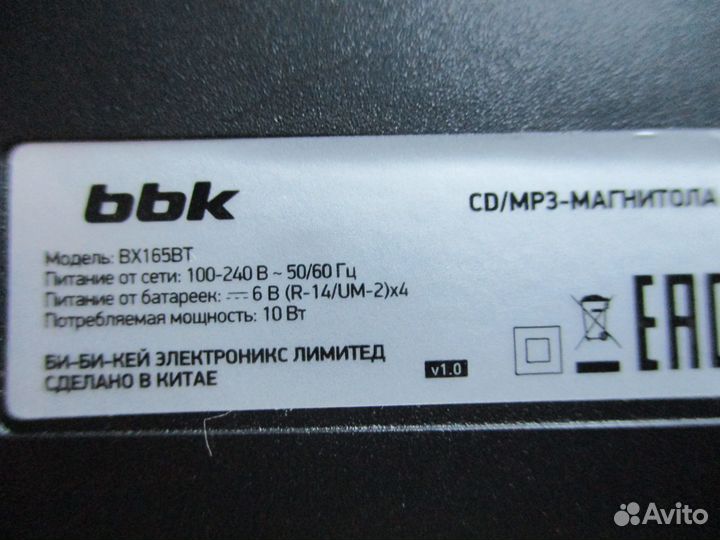 bbk
CD/MP3-МАГНИТОЛА
Модель: BX165BT
Питание от сети: 100-240 В ~ 50/60 Гц
Питание от батареек: ⎓ 6 В (R-14/UM-2)x4
Потребляемая мощность: 10 Вт
БИ-БИ-КЕЙ ЭЛЕКТРОНИКС ЛИМИТЕД
СДЕЛАНО В КИТАЕ
v1.0
EAC
Avito